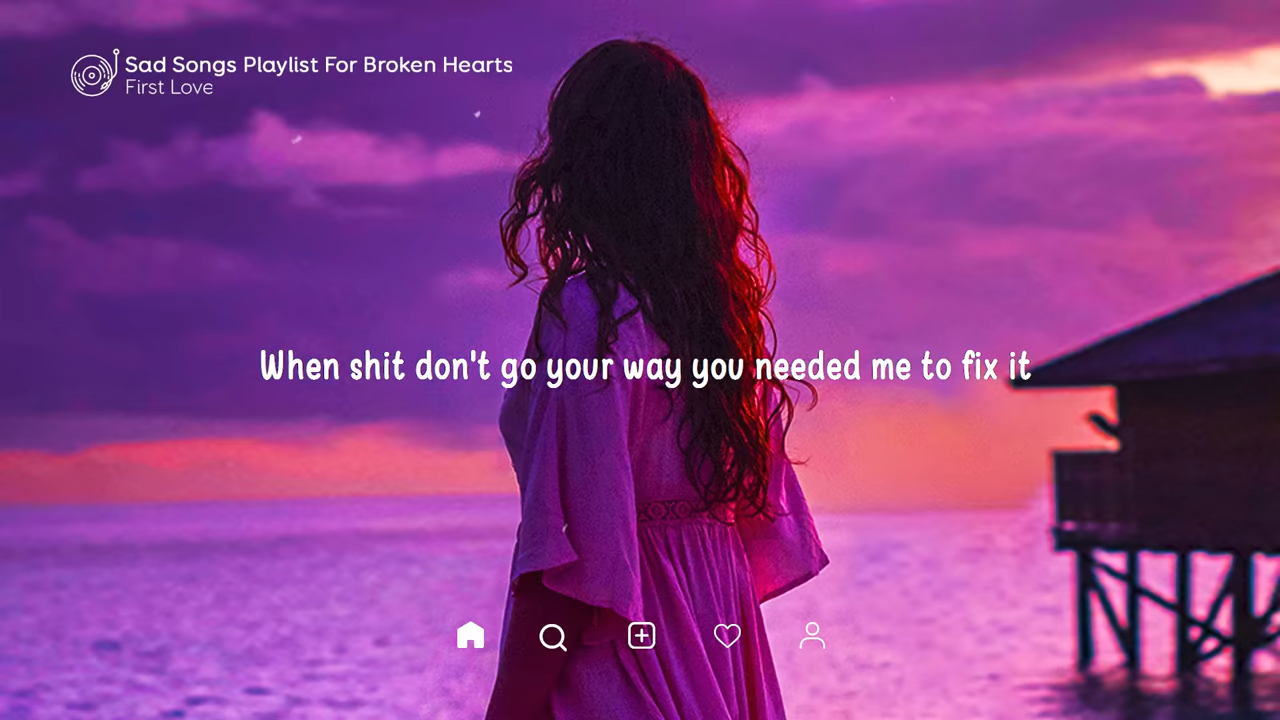 Sad Songs Playlist For Broken Hearts
First Love
When shit don't go your way you needed me to fix it